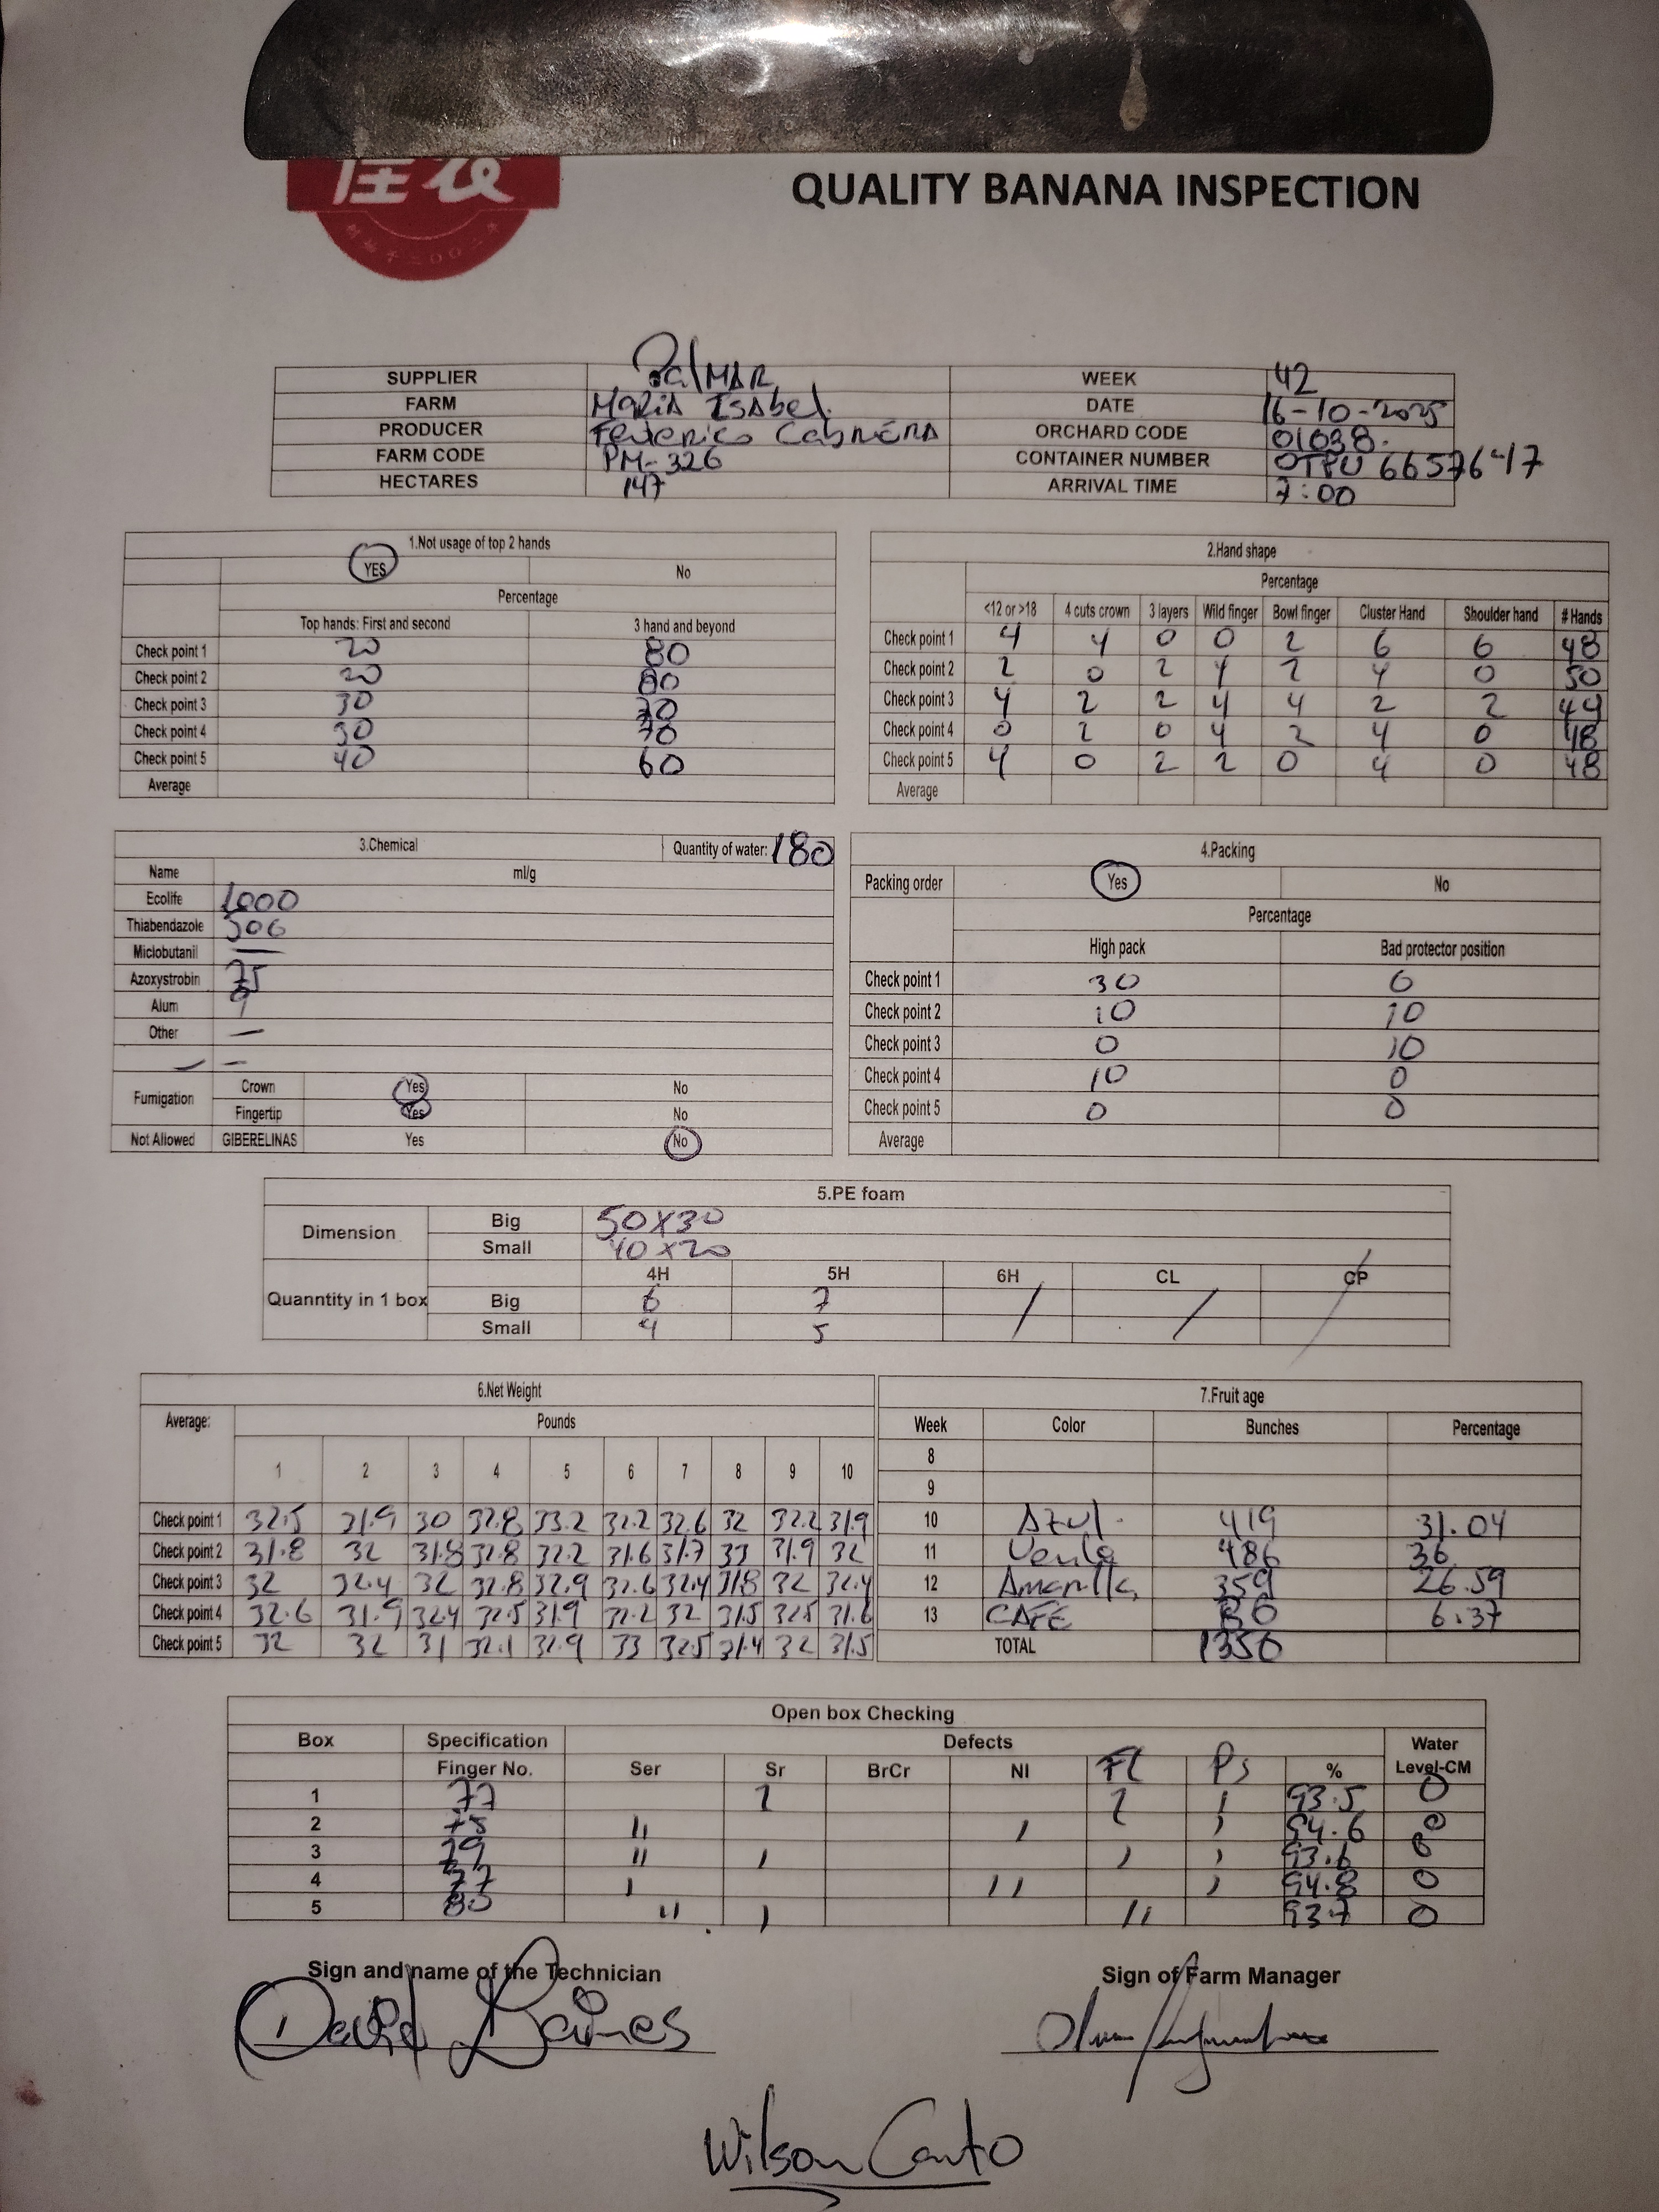 佳农
QUALITY BANANA INSPECTION
SUPPLIER PalMAR WEEK 42
FARM MARIA ISAbel. DATE 16-10-2025
PRODUCER Federico CabRERA ORCHARD CODE 01038.
FARM CODE PM-326 CONTAINER NUMBER OTPU 6657647
HECTARES 147 ARRIVAL TIME 7:00
1.Not usage of top 2 hands
YES No
Percentage
Top hands: First and second 3 hand and beyond
Check point 1 20 80
Check point 2 20 80
Check point 3 30 70
Check point 4 30 70
Check point 5 40 60
Average
2.Hand shape
Percentage
<12 or >18 4 cuts crown 3 layers Wild finger Bowl finger Cluster Hand Shoulder hand # Hands
Check point 1 4 4 0 0 2 6 6 48
Check point 2 2 0 2 4 2 4 0 50
Check point 3 4 2 2 4 4 2 2 49
Check point 4 0 2 0 4 2 4 0 48
Check point 5 4 0 2 2 0 4 0 48
Average
3.Chemical Quantity of water: 180
Name ml/g
Ecolife 1000
Thiabendazole 506
Miclobutanil —
Azoxystrobin 75
Alum
Other —
Fumigation Crown Yes No
Fingertip Yes No
Not Allowed GIBERELINAS Yes No
4.Packing
Packing order Yes No
Percentage
High pack Bad protector position
Check point 1 30 0
Check point 2 10 10
Check point 3 0 10
Check point 4 10 0
Check point 5 0 0
Average
5.PE foam
Dimension Big 50x30
Small 40x20
4H 5H 6H CL CP
Quanntity in 1 box Big 6 7
Small 4 5
6.Net Weight
Average: Pounds
1 2 3 4 5 6 7 8 9 10
Check point 1 32.5 31.9 30 32.8 33.2 32.2 32.6 32 32.2 31.9
Check point 2 31.8 32 31.8 32.8 32.2 31.6 31.7 33 31.9 32
Check point 3 32 32.4 32 32.8 32.9 32.6 32.4 31.8 32 32.4
Check point 4 32.6 31.9 32.4 32.5 31.9 32.2 32 31.5 32.5 31.6
Check point 5 32 32 31 32.1 32.9 33 32.5 31.4 32 31.5
7.Fruit age
Week Color Bunches Percentage
8
9
10 Azul 419 31.04
11 Verde 486 36
12 Amarilla 359 26.59
13 CAFE 86 6.37
TOTAL 1350
Open box Checking
Box Specification Defects Water
Finger No. Ser Sr BrCr NI FL Ps % Level-CM
1 77 2 2 1 93.5 0
2 75 11 1 1 94.6 0
3 79 11 1 1 1 93.6 0
4 77 1 11 1 94.8 0
5 80 11 1 11 93.7 0
Sign and name of the Technician Sign of Farm Manager
David Gaines
Wilson Canto